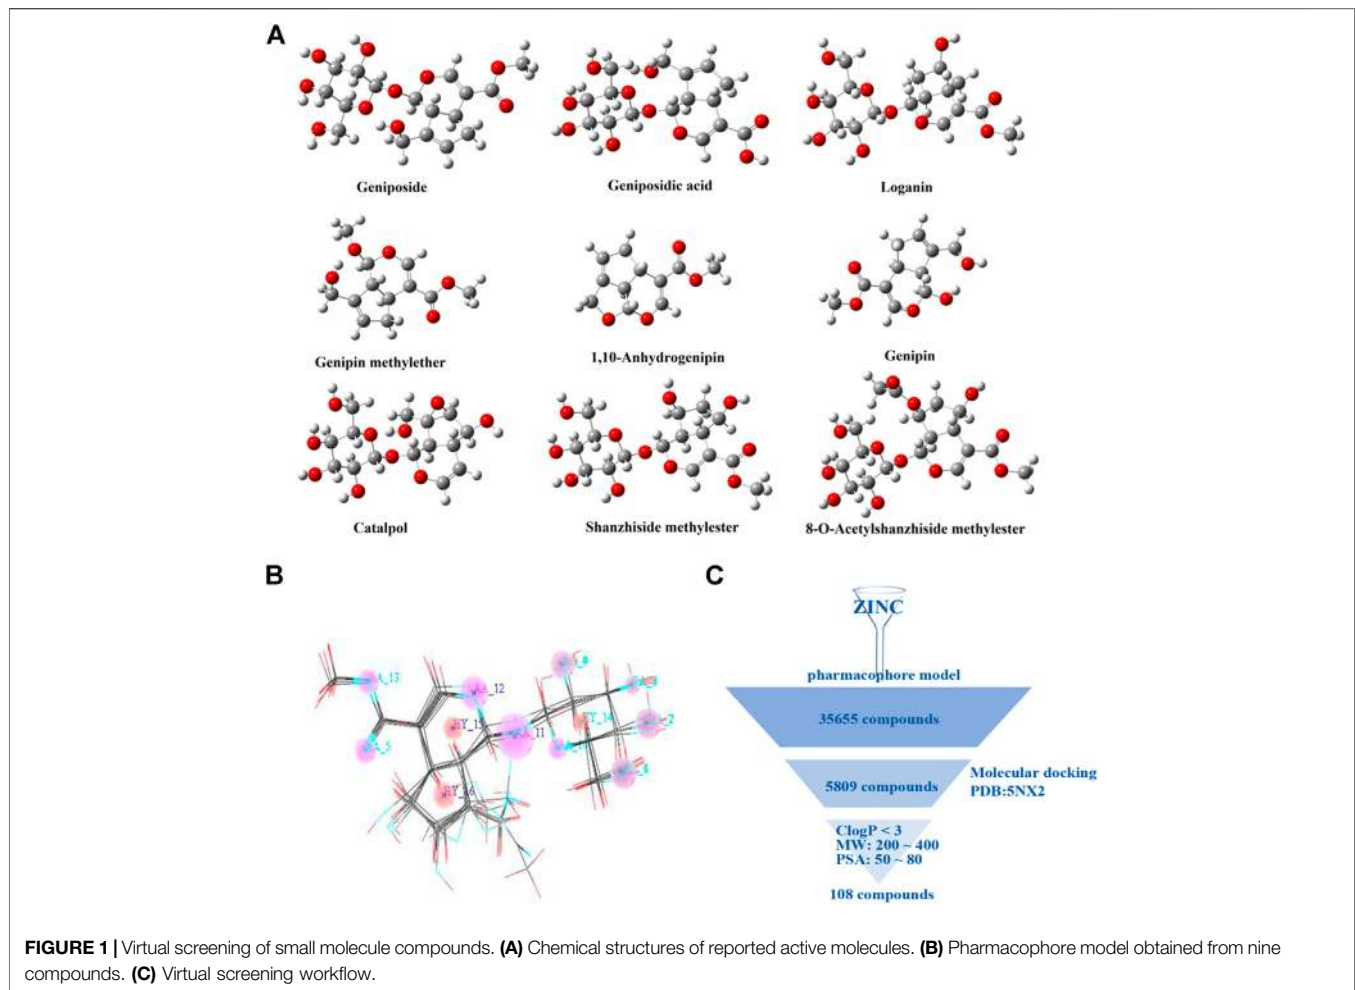 A
Geniposide
Geniposidic acid
Loganin
Genipin methylether
1,10-Anhydrogenipin
Genipin
Catalpol
Shanzhiside methylester
8-O-Acetylshanzhiside methylester
B
AA_12
AA_11
C
ZINC
pharmacophore model
35655 compounds
5809 compounds
Molecular docking
PDB:5NX2
ClogP < 3
MW: 200 ~ 400
PSA: 50 ~ 80
108 compounds
FIGURE 1 | Virtual screening of small molecule compounds. (A) Chemical structures of reported active molecules. (B) Pharmacophore model obtained from nine
compounds. (C) Virtual screening workflow.